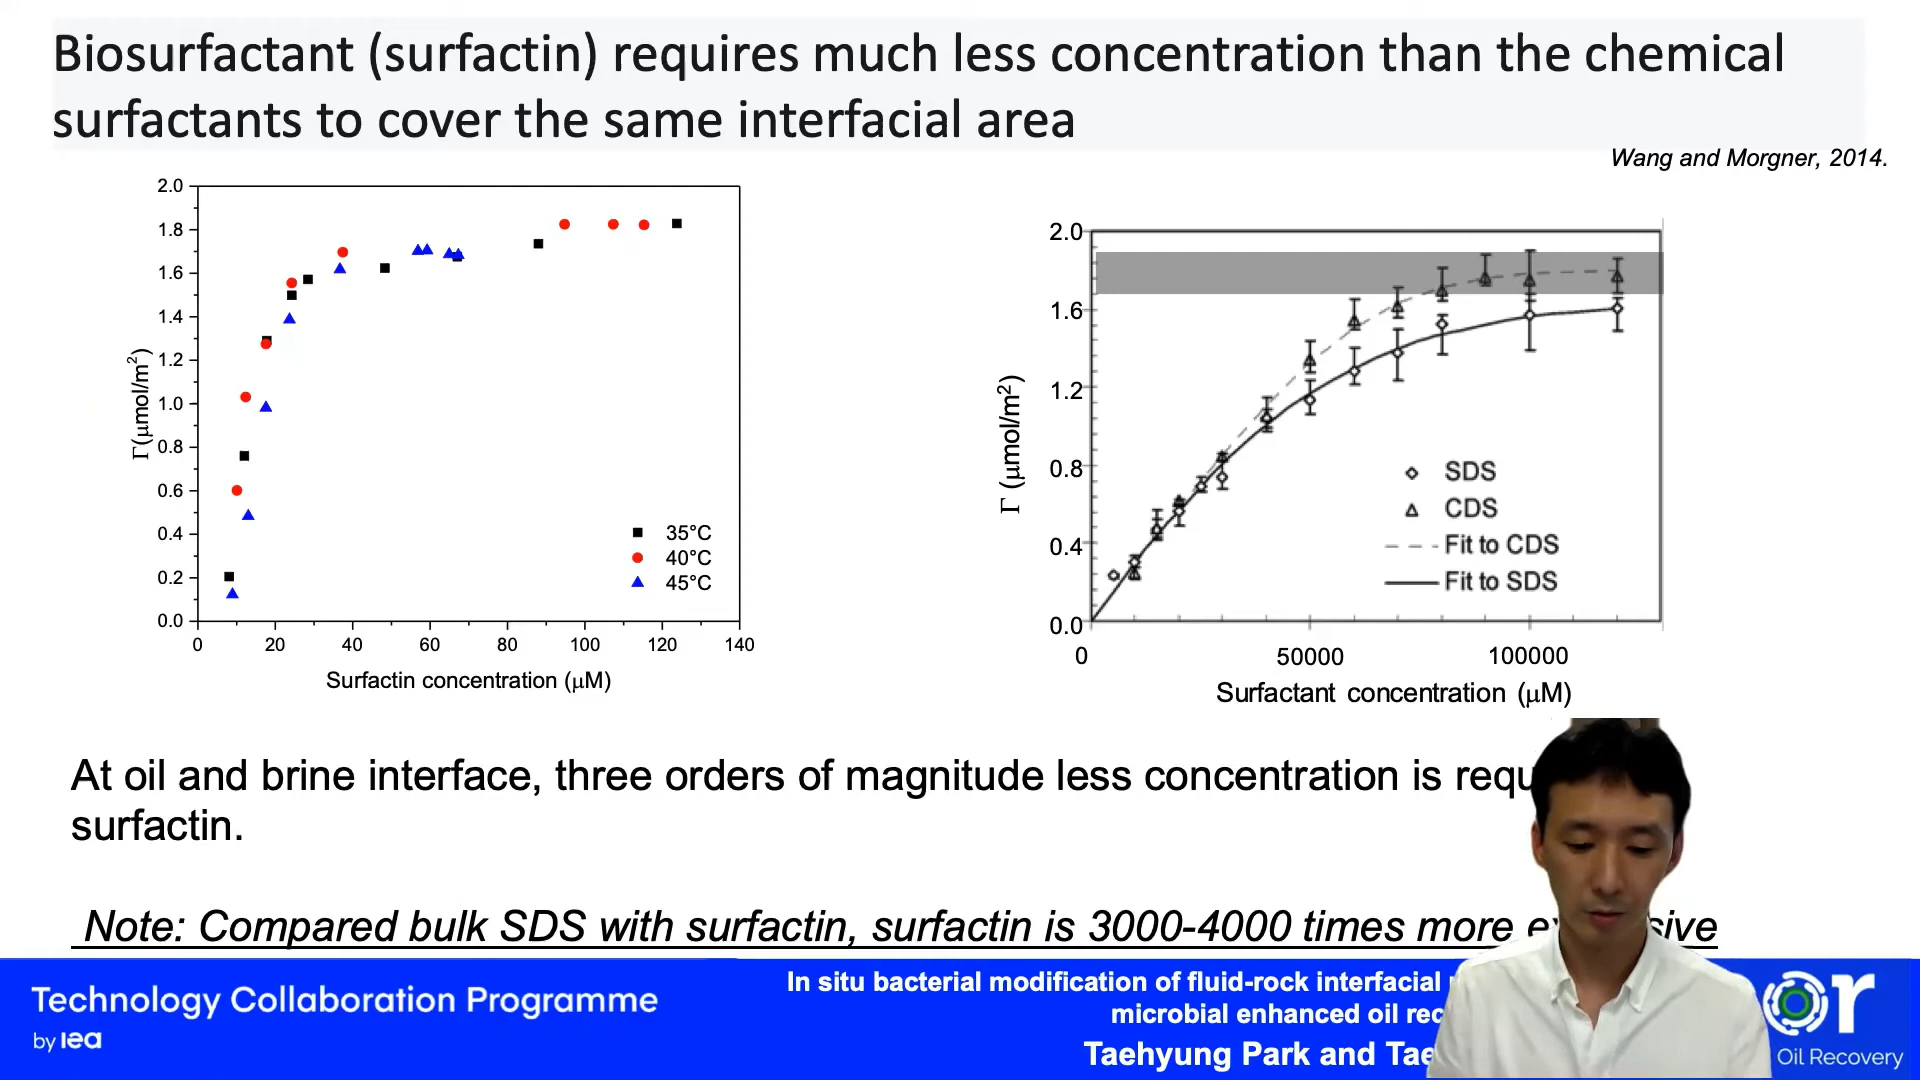 Biosurfactant (surfactin) requires much less concentration than the chemical
surfactants to cover the same interfacial area
Wang and Morgner, 2014.
2.0
1.8
1.6
1.4
1.2
1.0
0.8
0.6
0.4
0.2
0.0
Γ(μmol/m²)
35°C
40°C
45°C
0 20 40 60 80 100 120 140
Surfactin concentration (μM)
2.0
1.6
1.2
0.8
0.4
0.0
Γ (μmol/m²)
SDS
CDS
Fit to CDS
Fit to SDS
0 50000 100000
Surfactant concentration (μM)
At oil and brine interface, three orders of magnitude less concentration is
surfactin.
Note: Compared bulk SDS with surfactin, surfactin is 3000-4000 times more
Technology Collaboration Programme
by iea
In situ bacterial modification of fluid-rock interfacial
microbial enhanced oil
Taehyung Park and
or
Oil Recovery